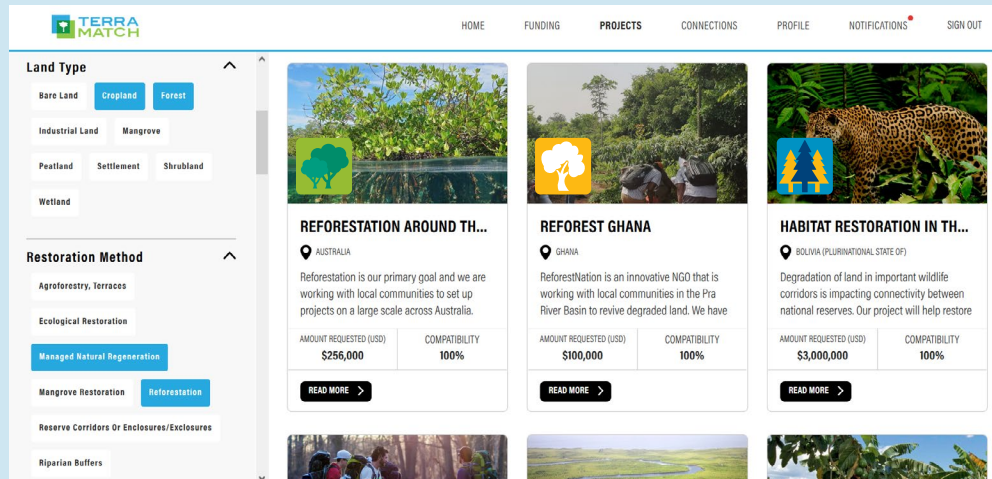 TERRA
MATCH
HOME FUNDING PROJECTS CONNECTIONS PROFILE NOTIFICATIONS SIGN OUT
Land Type
Bare Land Cropland Forest
Industrial Land Mangrove
Peatland Settlement Shrubland
Wetland
Restoration Method
Agroforestry, Terraces
Ecological Restoration
Managed Natural Regeneration
Mangrove Restoration Reforestation
Reserve Corridors Or Enclosures/Exclosures
Riparian Buffers
REFORESTATION AROUND TH...
AUSTRALIA
Reforestation is our primary goal and we are
working with local communities to set up
projects on a large scale across Australia.
AMOUNT REQUESTED (USD) COMPATIBILITY
$256,000 100%
READ MORE
REFOREST GHANA
GHANA
ReforestNation is an innovative NGO that is
working with local communities in the Pra
River Basin to revive degraded land. We have
AMOUNT REQUESTED (USD) COMPATIBILITY
$100,000 100%
READ MORE
HABITAT RESTORATION IN TH...
BOLIVIA (PLURINATIONAL STATE OF)
Degradation of land in important wildlife
corridors is impacting connectivity between
national reserves. Our project will help restore
AMOUNT REQUESTED (USD) COMPATIBILITY
$3,000,000 100%
READ MORE